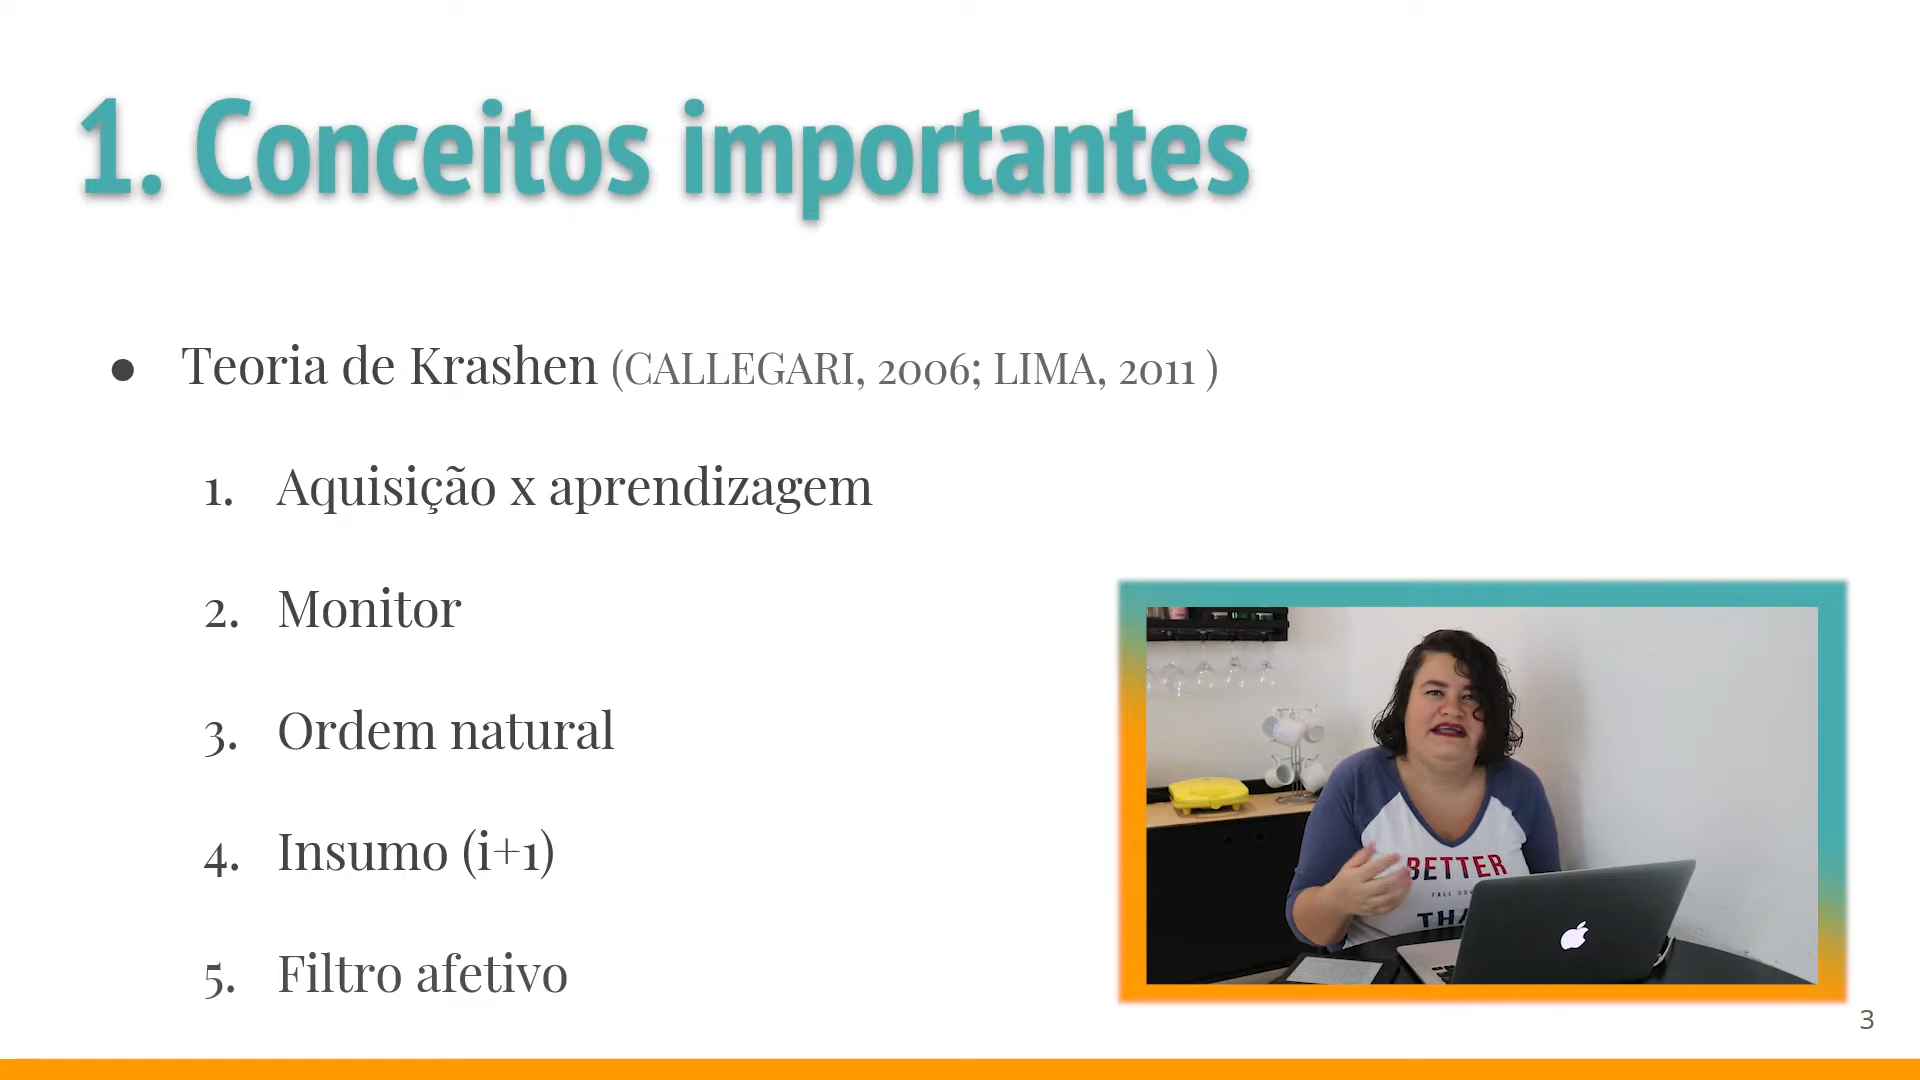 1. Conceitos importantes
● Teoria de Krashen (CALLEGARI, 2006; LIMA, 2011 )
1. Aquisição x aprendizagem
2. Monitor
3. Ordem natural
4. Insumo (i+1)
5. Filtro afetivo
BETTER
3